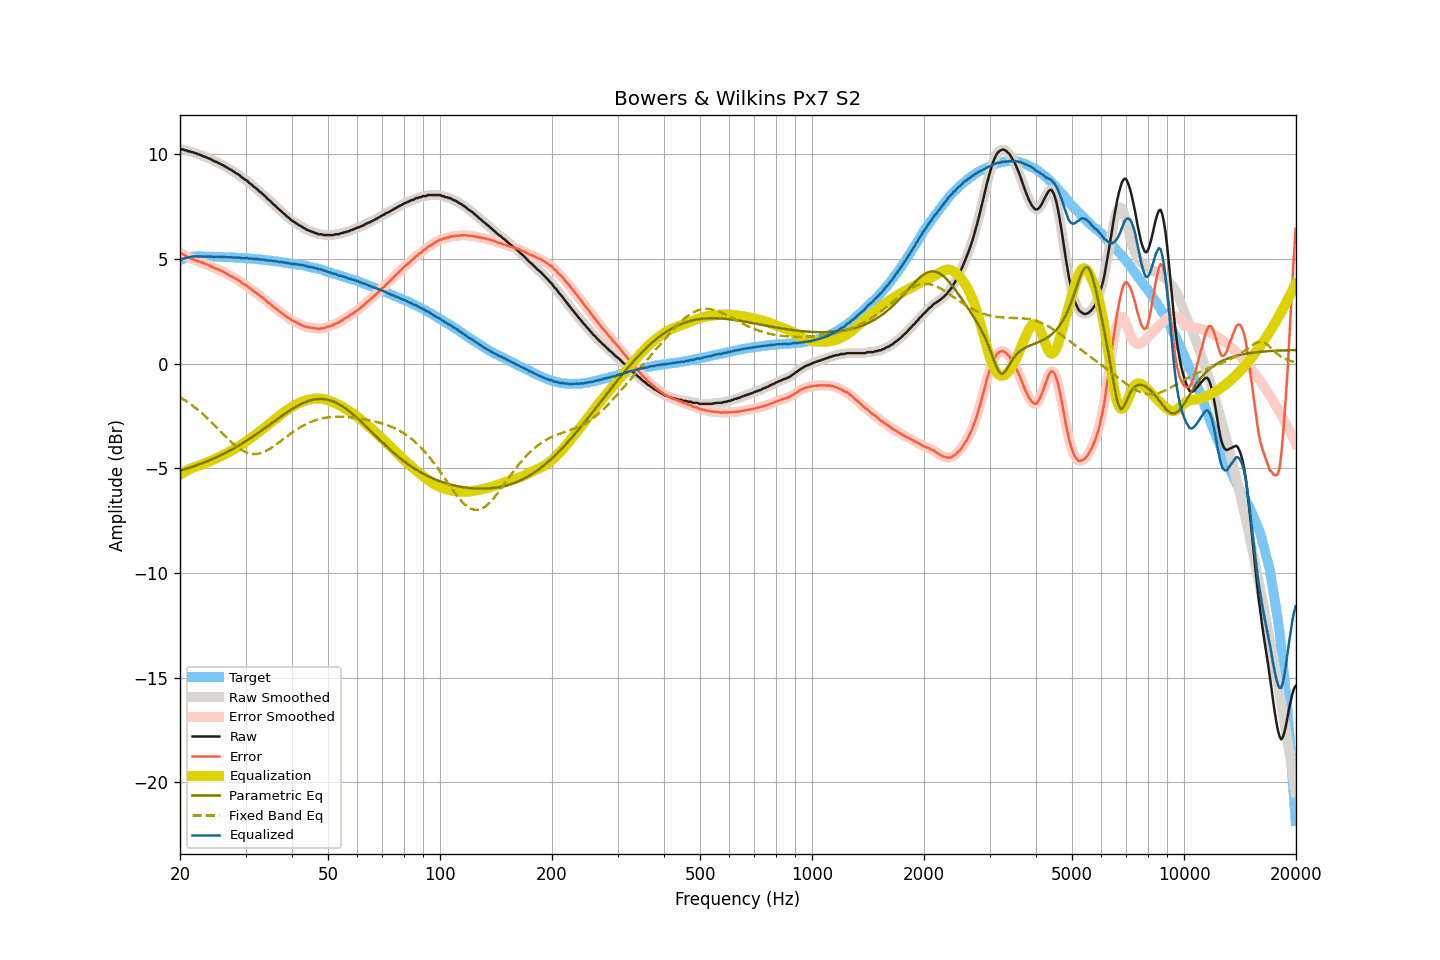 Bowers & Wilkins Px7 S2
Amplitude (dBr)
10
5
0
−5
−10
−15
−20
Target
Raw Smoothed
Error Smoothed
Raw
Error
Equalization
Parametric Eq
Fixed Band Eq
Equalized
20 50 100 200 500 1000 2000 5000 10000 20000
Frequency (Hz)